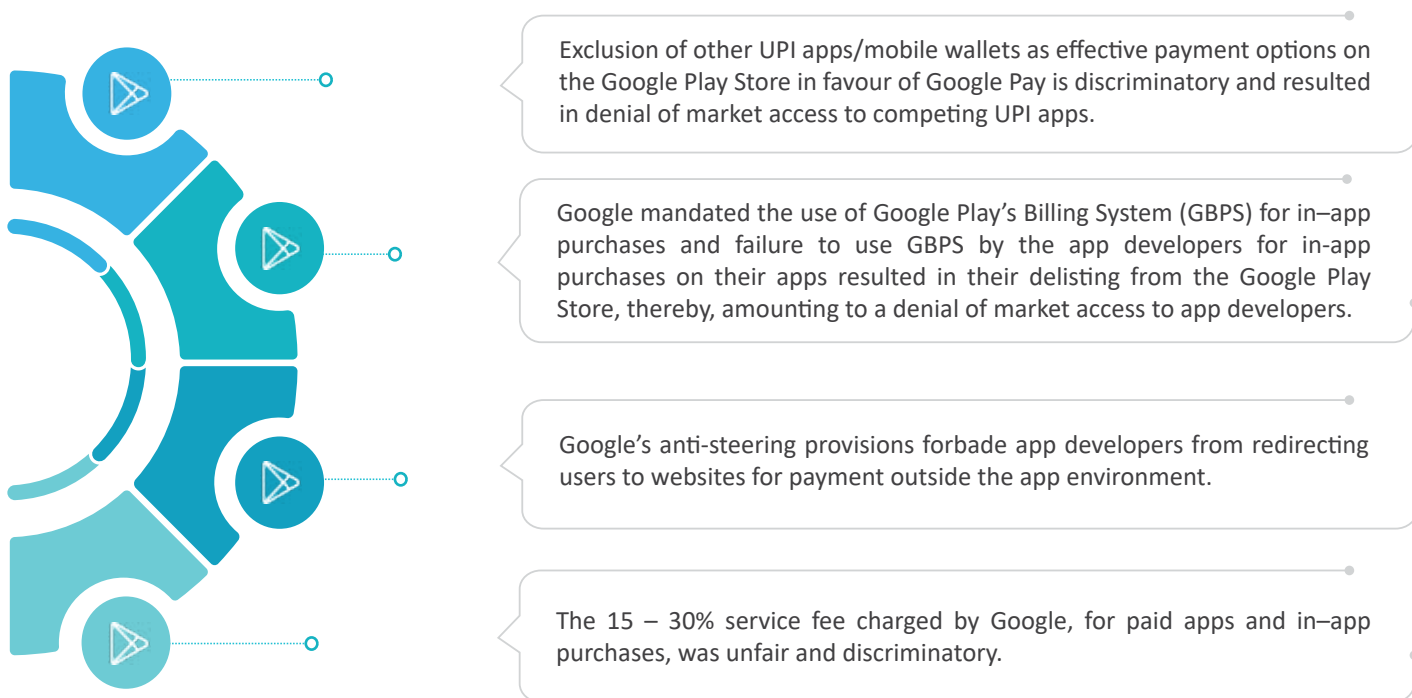 Exclusion of other UPI apps/mobile wallets as effective payment options on
the Google Play Store in favour of Google Pay is discriminatory and resulted
in denial of market access to competing UPI apps.
Google mandated the use of Google Play’s Billing System (GBPS) for in–app
purchases and failure to use GBPS by the app developers for in-app
purchases on their apps resulted in their delisting from the Google Play
Store, thereby, amounting to a denial of market access to app developers.
Google’s anti-steering provisions forbade app developers from redirecting
users to websites for payment outside the app environment.
The 15 – 30% service fee charged by Google, for paid apps and in–app
purchases, was unfair and discriminatory.